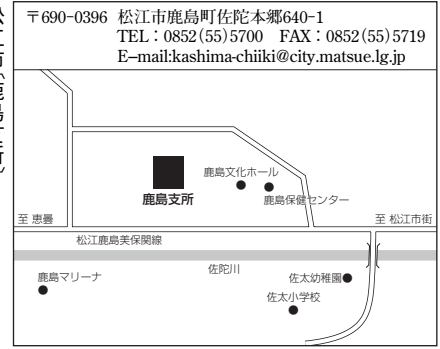 〒690-0396 松江市鹿島町佐陀本郷640-1
TEL：0852(55)5700 FAX：0852(55)5719
E-mail:kashima-chiiki@city.matsue.lg.jp
鹿島文化ホール
鹿島支所
鹿島保健センター
至 恵曇
至 松江市街
松江鹿島美保関線
佐陀川
鹿島マリーナ
佐太幼稚園
佐太小学校